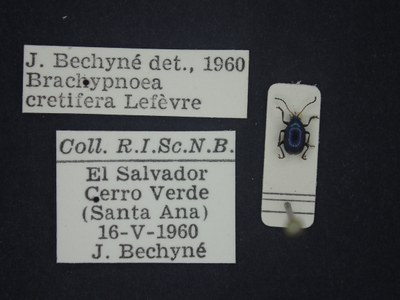 J. Bechyné det., 1960
Brachypnoea
cretifera Lefèvre
Coll. R.I.Sc.N.B.
El Salvador
Cerro Verde
(Santa Ana)
16-V-1960
J. Bechyné